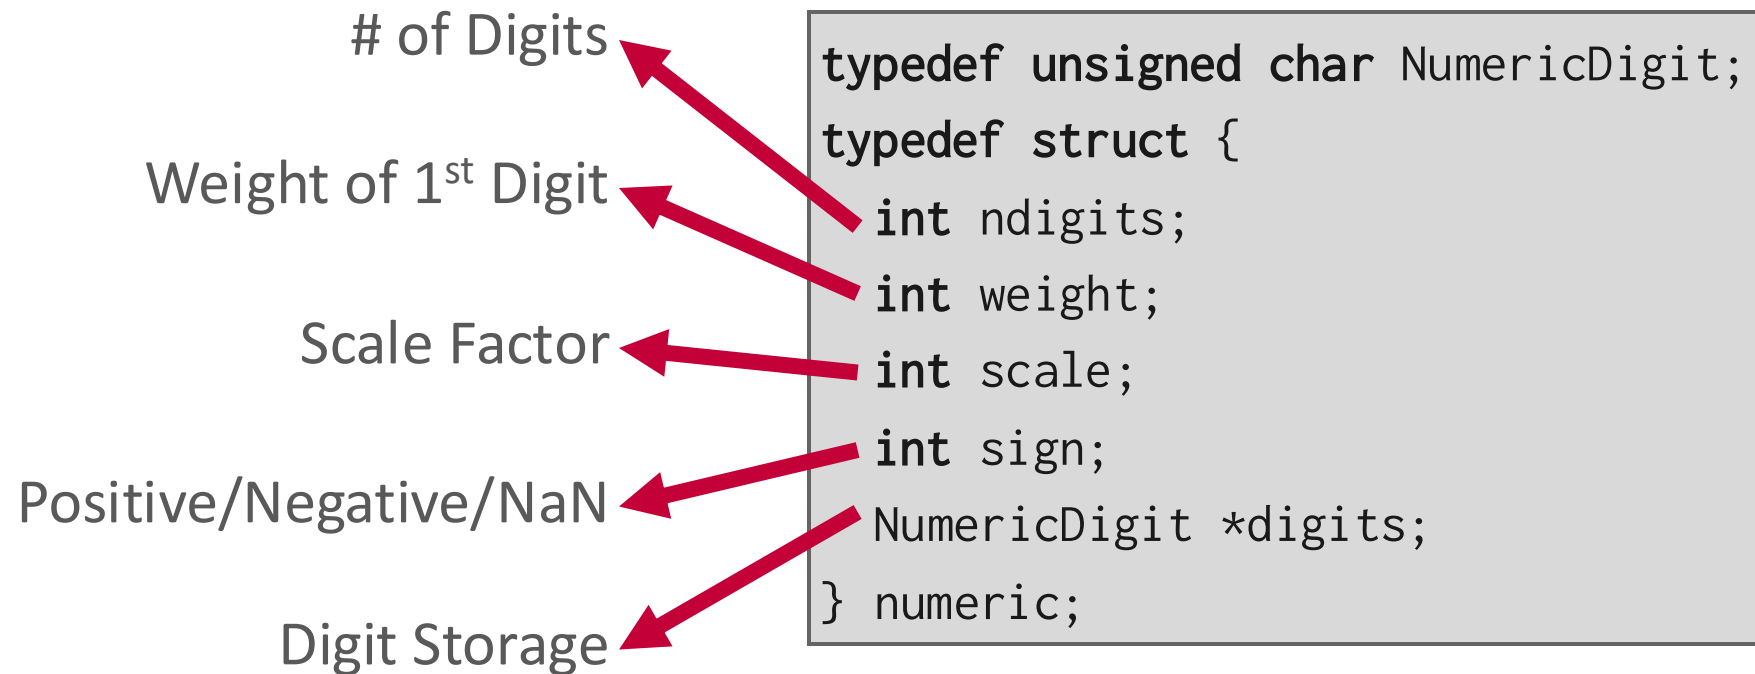 # of Digits
Weight of 1st Digit
Scale Factor
Positive/Negative/NaN
Digit Storage
typedef unsigned char NumericDigit;
typedef struct {
int ndigits;
int weight;
int scale;
int sign;
NumericDigit *digits;
} numeric;